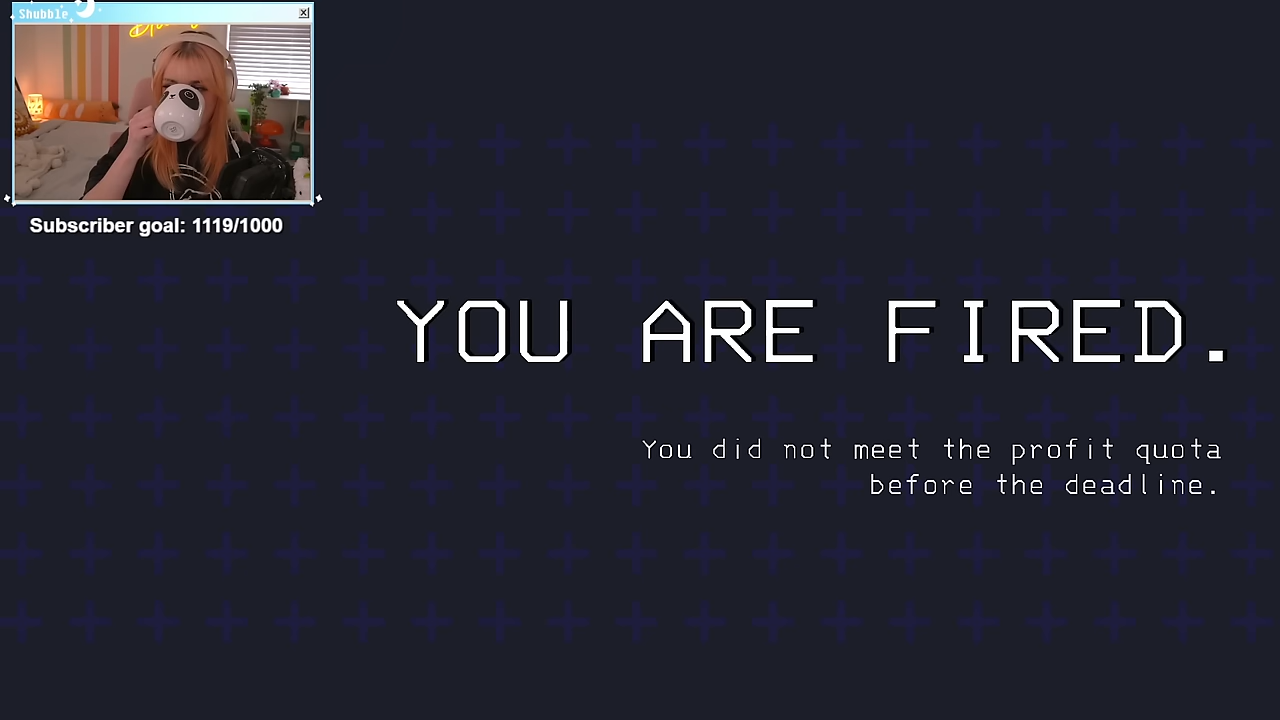 Shubble
Subscriber goal: 1119/1000
YOU ARE FIRED.
You did not meet the profit quota
before the deadline.